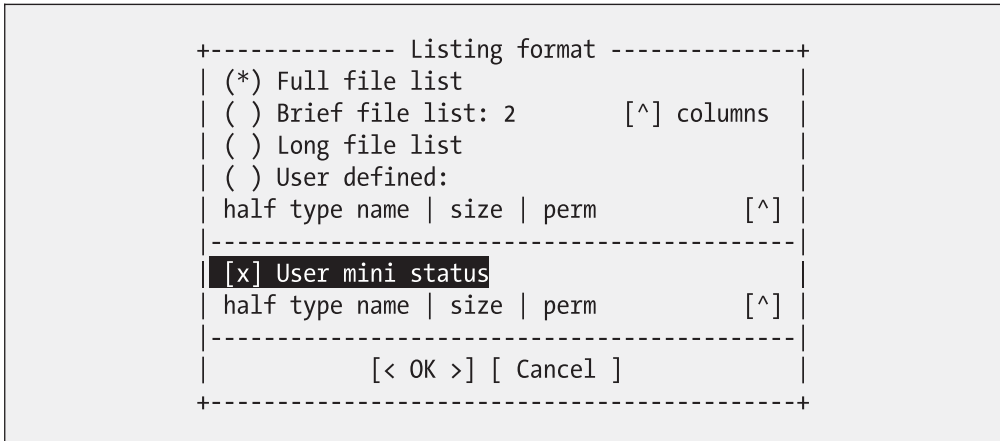 +-------------- Listing format --------------+
| (*) Full file list |
| ( ) Brief file list: 2 [^] columns |
| ( ) Long file list |
| ( ) User defined: |
| half type name | size | perm [^] |
|--------------------------------------------|
| [x] User mini status |
| half type name | size | perm [^] |
|--------------------------------------------|
| [< OK >] [ Cancel ] |
+--------------------------------------------+